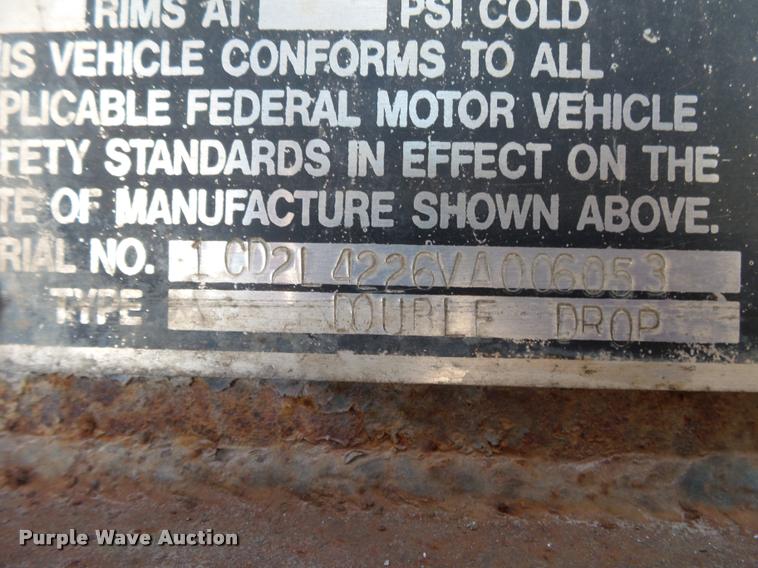 RIMS AT PSI COLD
IS VEHICLE CONFORMS TO ALL
PLICABLE FEDERAL MOTOR VEHICLE
FETY STANDARDS IN EFFECT ON THE
TE OF MANUFACTURE SHOWN ABOVE.
RIAL NO. 1CD2L4226VA006053
TYPE DOUBLE DROP
Purple Wave Auction